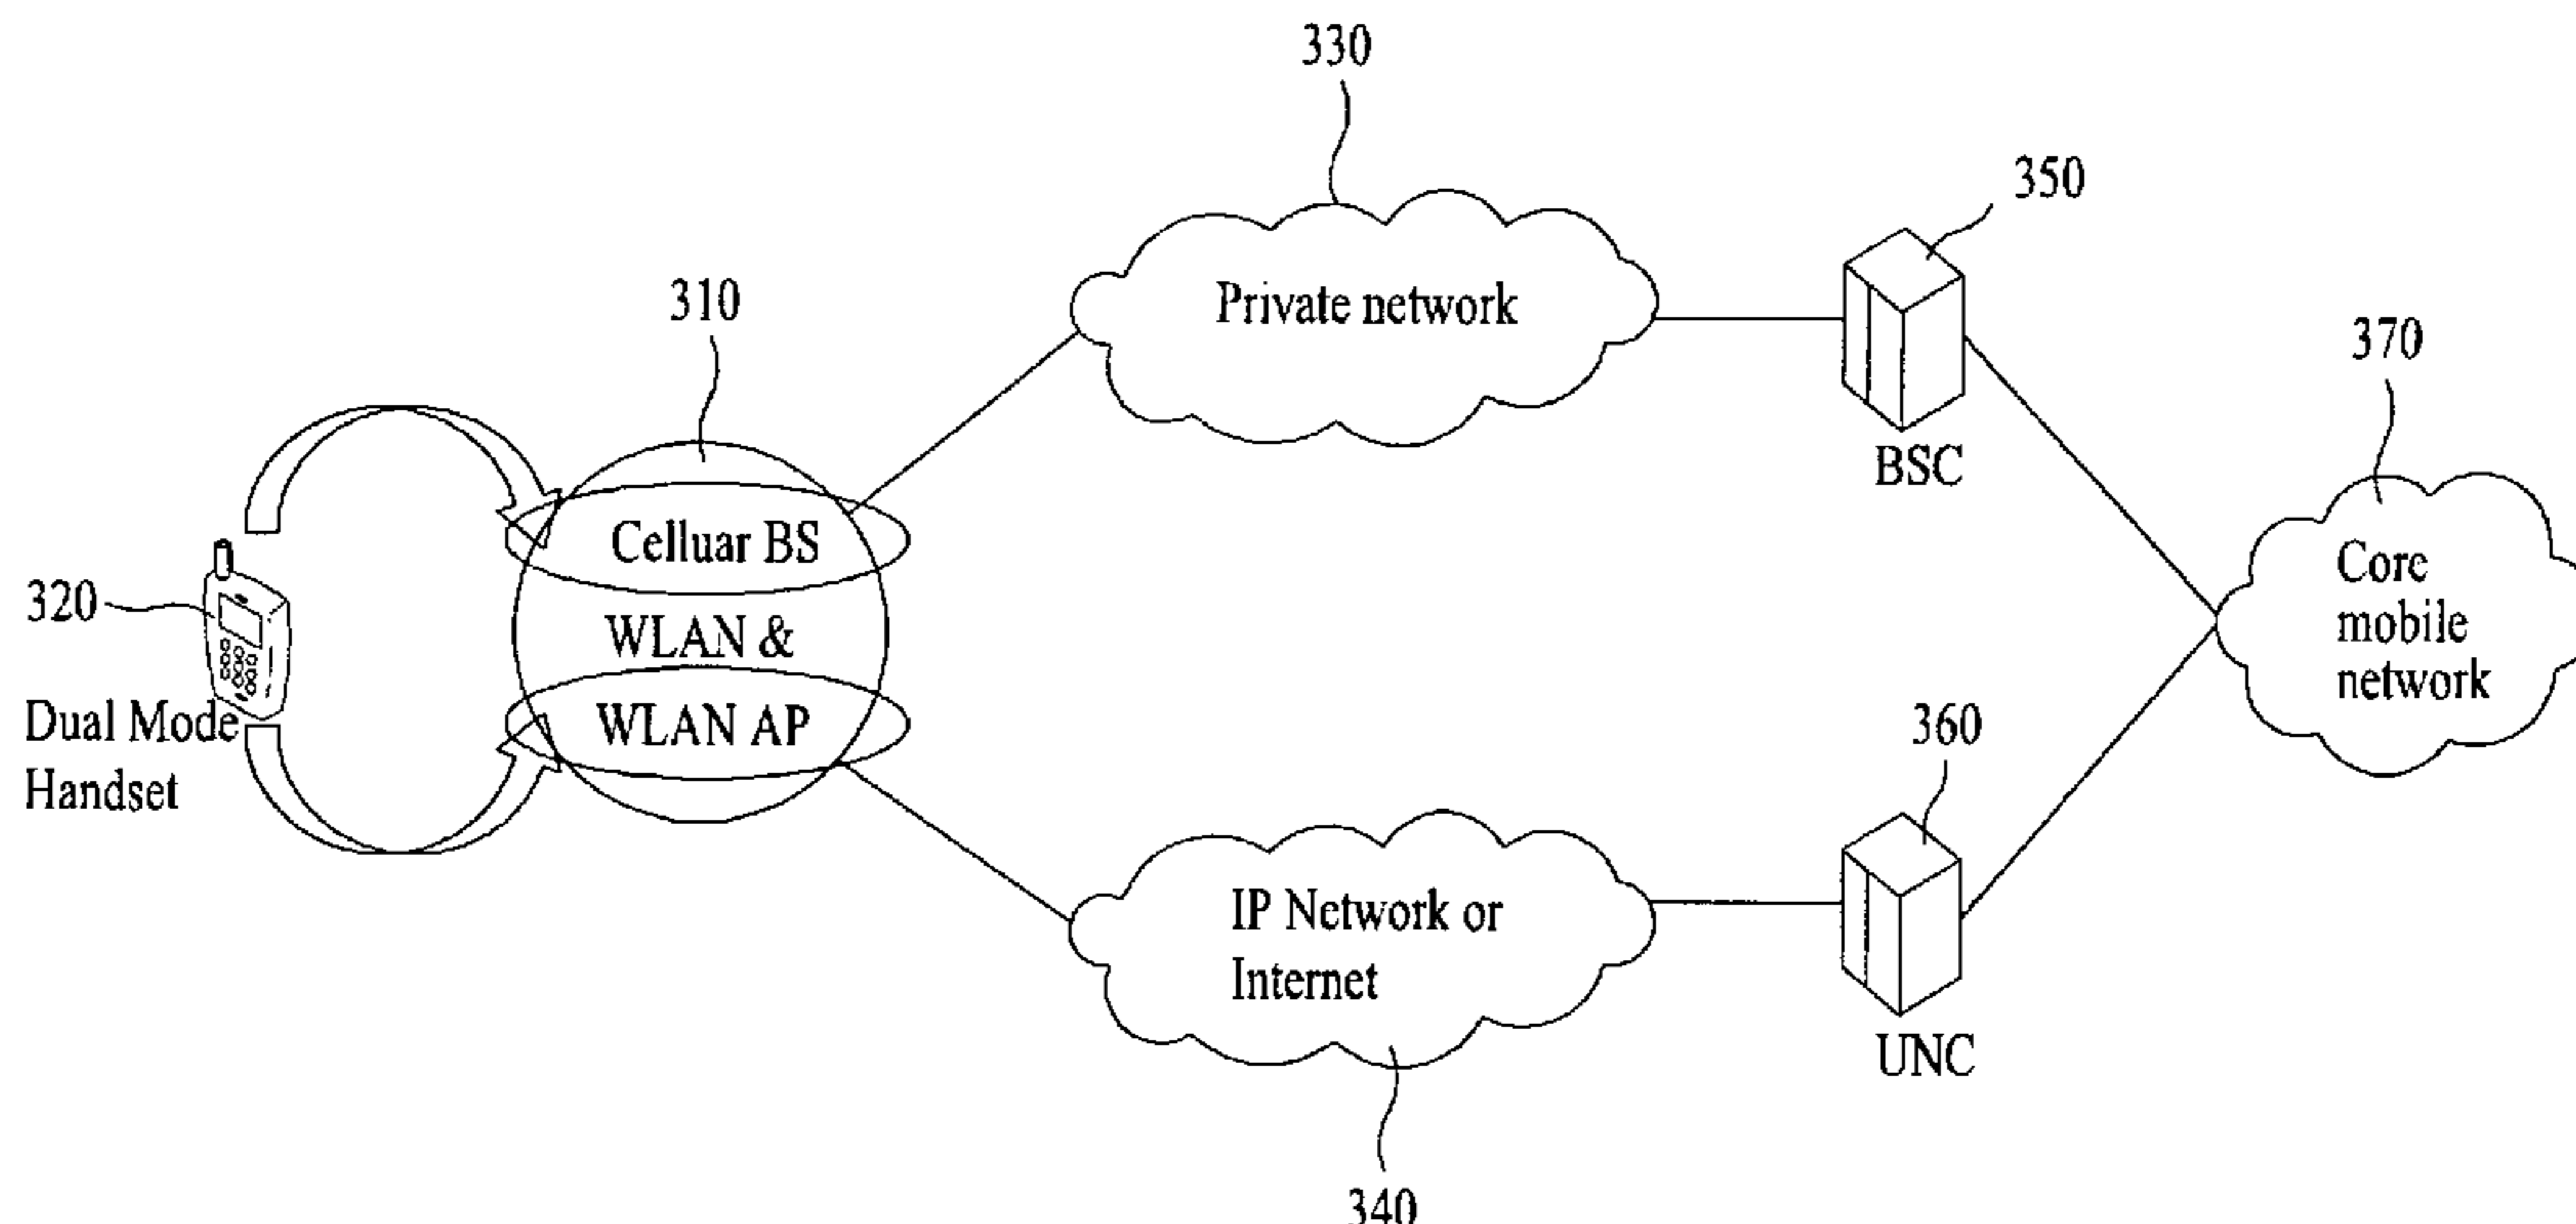 330
350
310
Private network
370
BSC
Celluar BS
Core
mobile
network
320
WLAN &
WLAN AP
Dual Mode
Handset
360
IP Network or
Internet
UNC
340